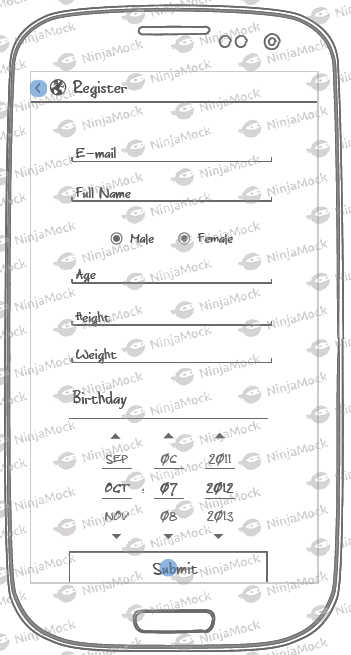 Register
E-mail
Full Name
Male Female
Age
Height
Weight
Birthday
SEP 06 2011
OCT : 07 2012
NOV 08 2013
Submit
NinjaMock